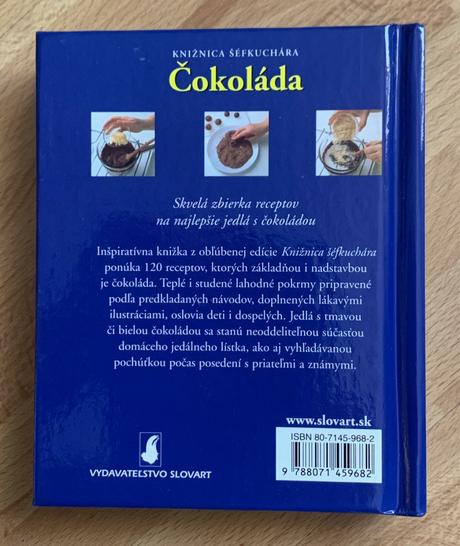 KNIŽNICA ŠÉFKUCHÁRA
Čokoláda
Skvelá zbierka receptov
na najlepšie jedlá s čokoládou
Inšpiratívna knižka z obľúbenej edície Knižnica šéfkuchára
ponúka 120 receptov, ktorých základňou i nadstavbou
je čokoláda. Teplé i studené lahodné pokrmy pripravené
podľa predkladaných návodov, doplnených lákavými
ilustráciami, oslovia deti i dospelých. Jedlá s tmavou
či bielou čokoládou sa stanú neoddeliteľnou súčasťou
domáceho jedálneho lístka, ako aj vyhľadávanou
pochúťkou počas posedení s priateľmi a známymi.
www.slovart.sk
ISBN 80-7145-968-2
9 788071 459682
VYDAVATEĽSTVO SLOVART